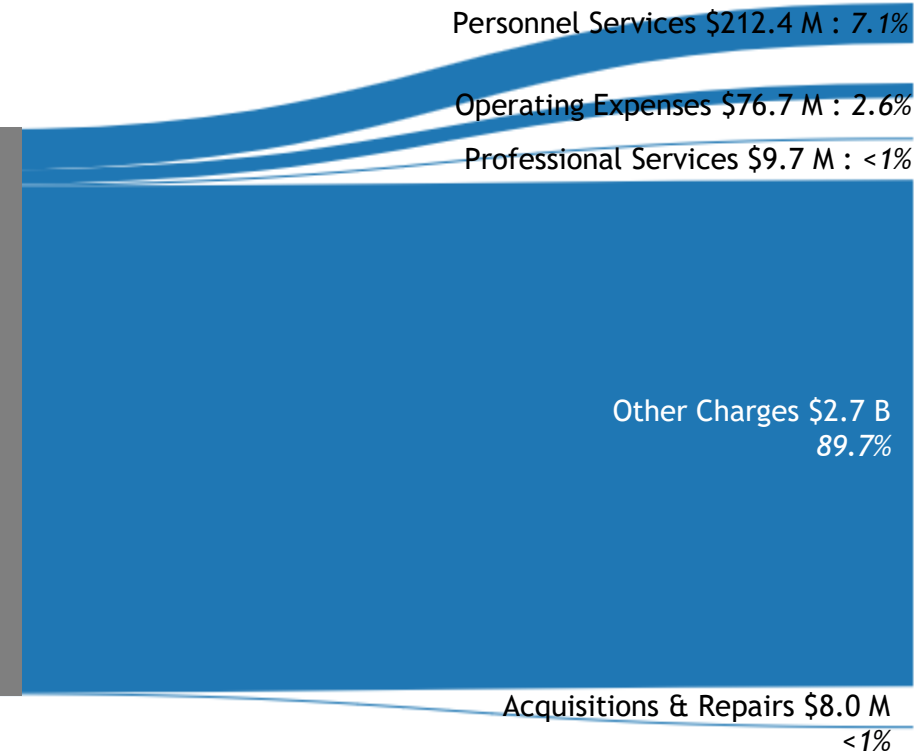 Personnel Services $212.4 M : 7.1%
Operating Expenses $76.7 M : 2.6%
Professional Services $9.7 M : <1%
Other Charges $2.7 B
89.7%
Acquisitions & Repairs $8.0 M
<1%